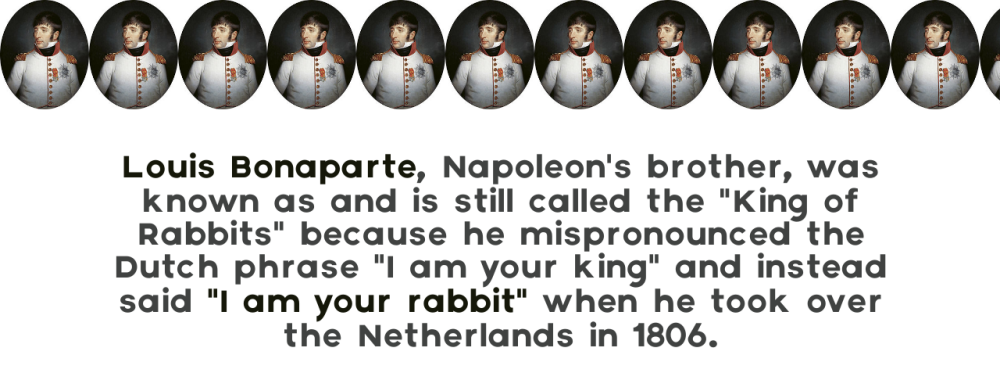 Louis Bonaparte, Napoleon's brother, was
known as and is still called the "King of
Rabbits" because he mispronounced the
Dutch phrase "I am your king" and instead
said "I am your rabbit" when he took over
the Netherlands in 1806.